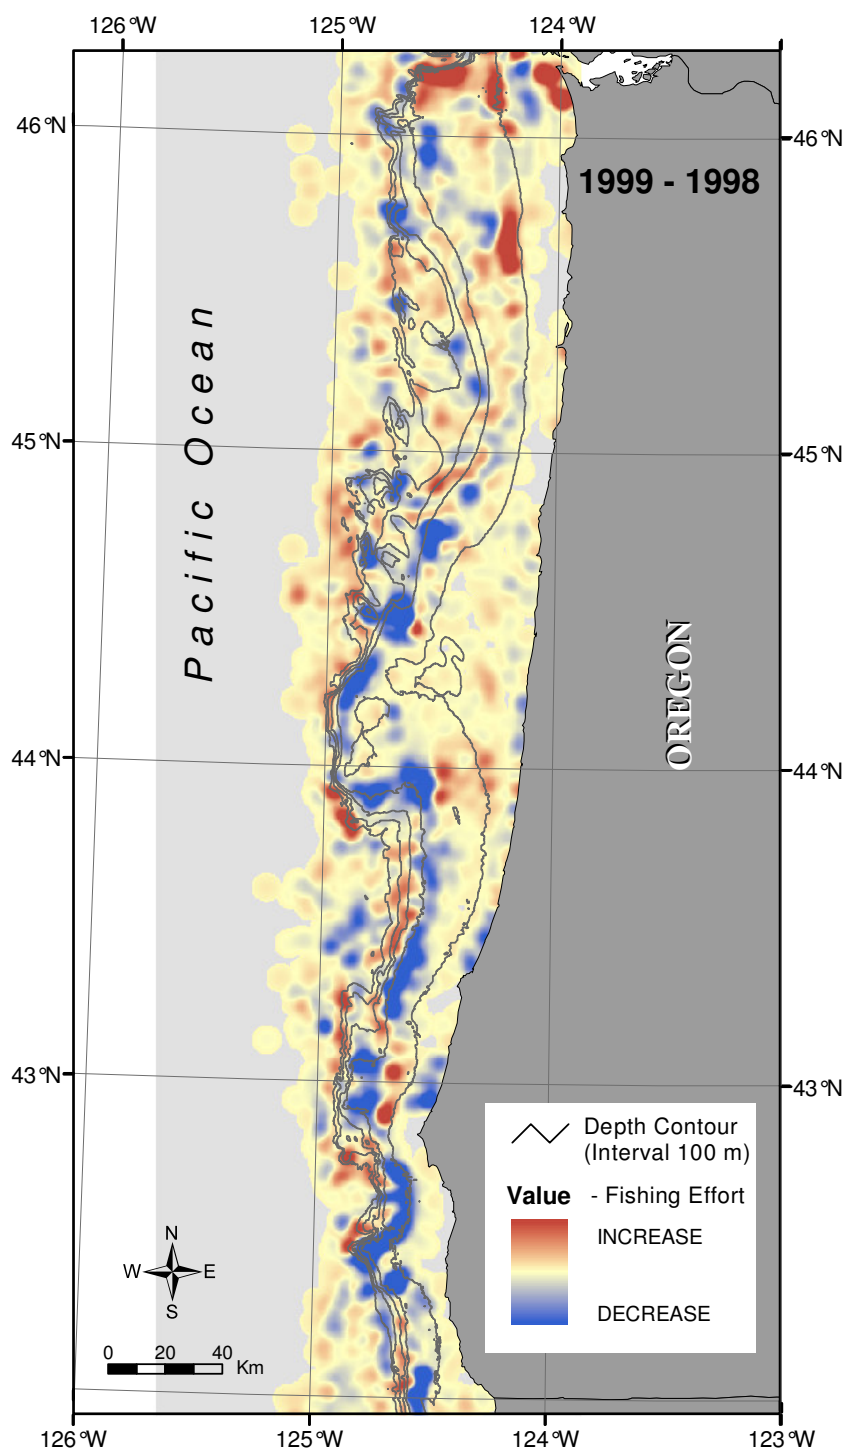 126°W 125°W 124°W
46°N 46°N
1999 - 1998
Pacific Ocean
45°N 45°N
OREGON
44°N 44°N
43°N 43°N
Depth Contour
(Interval 100 m)
Value - Fishing Effort
INCREASE
DECREASE
N
W E
S
0 20 40
Km
126°W 125°W 124°W 123°W